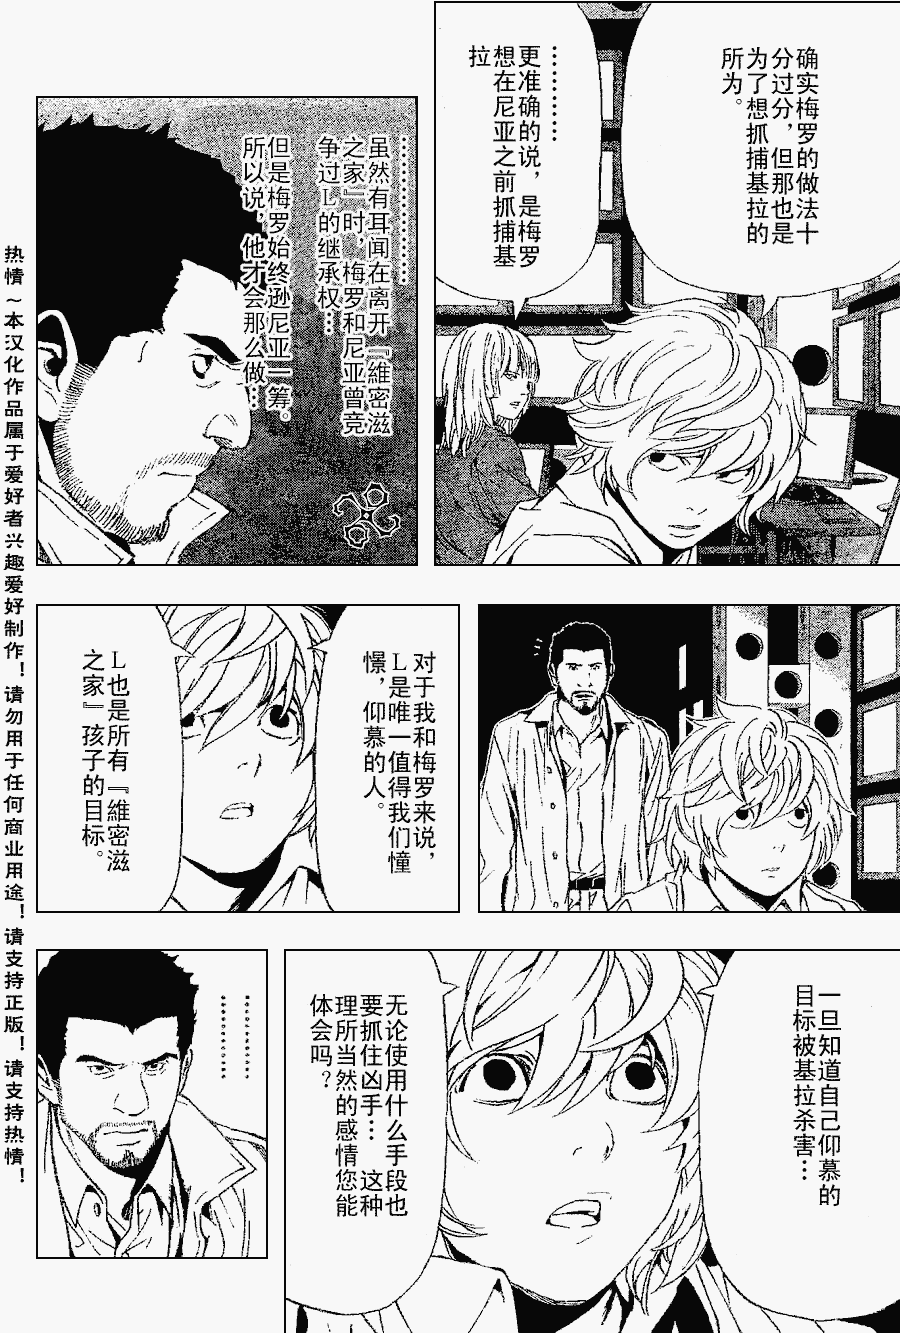 确实梅罗的做法十
分过分，但那也是
为了想抓捕基拉的
所为。
…………
更准确的说，是梅罗
想在尼亚之前抓捕基
拉
………………
虽然有耳闻在离开『維密滋
之家』时，梅罗和尼亚曾竞
争过L的继承权…
但是梅罗始终逊尼亚一筹。
所以说，他才会那么做…
对于我和梅罗来说，
L是唯一值得我们憧
憬，仰慕的人。
L也是所有『維密滋
之家』孩子的目标。
一旦知道自己仰慕的
目标被基拉杀害…
无论使用什么手段也
要抓住凶手… 这种
理所当然的感情您能
体会吗？
………
………
热情～本汉化作品属于爱好者兴趣爱好制作！请勿用于任何商业用途！请支持正版！请支持热情！